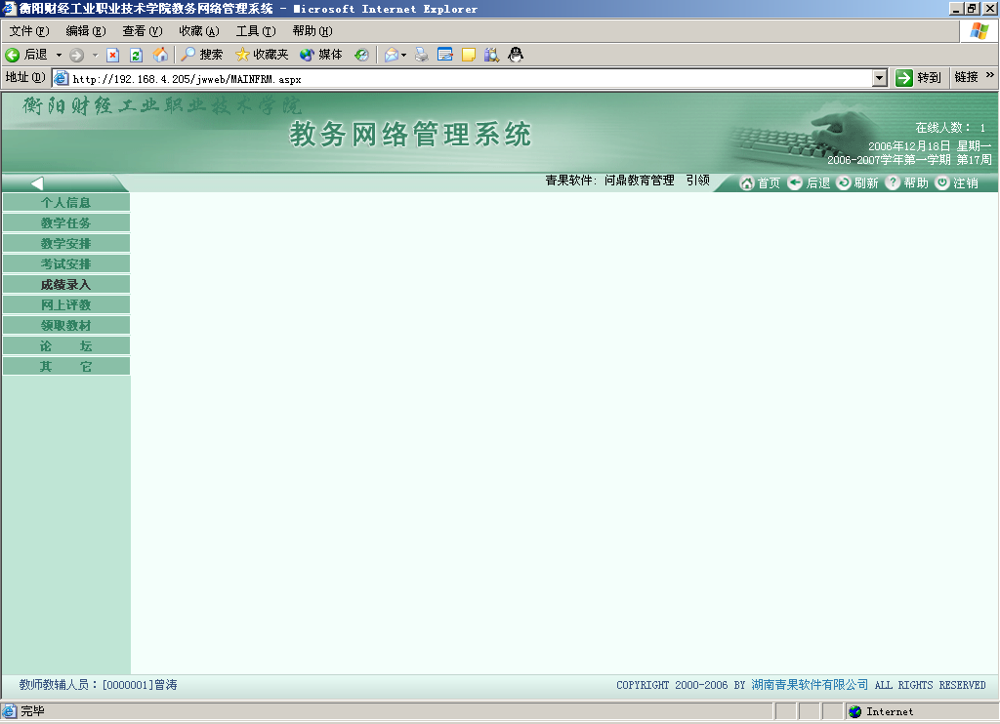 衡阳财经工业职业技术学院教务网络管理系统 - Microsoft Internet Explorer
文件(F) 编辑(E) 查看(V) 收藏(A) 工具(T) 帮助(H)
后退 搜索 收藏夹 媒体
地址(D) http://192.168.4.205/jwweb/MAINFRM.aspx 转到 链接 »
衡阳财经工业职业技术学院
教务网络管理系统
在线人数： 1
2006年12月18日 星期一
2006-2007学年第一学期 第17周
青果软件: 问鼎教育管理 引领 首页 后退 刷新 帮助 注销
个人信息
教学任务
教学安排
考试安排
成绩录入
网上评教
领取教材
论 坛
其 它
教师教辅人员：[0000001]曾涛 COPYRIGHT 2000-2006 BY 湖南青果软件有限公司 ALL RIGHTS RESERVED
完毕 Internet